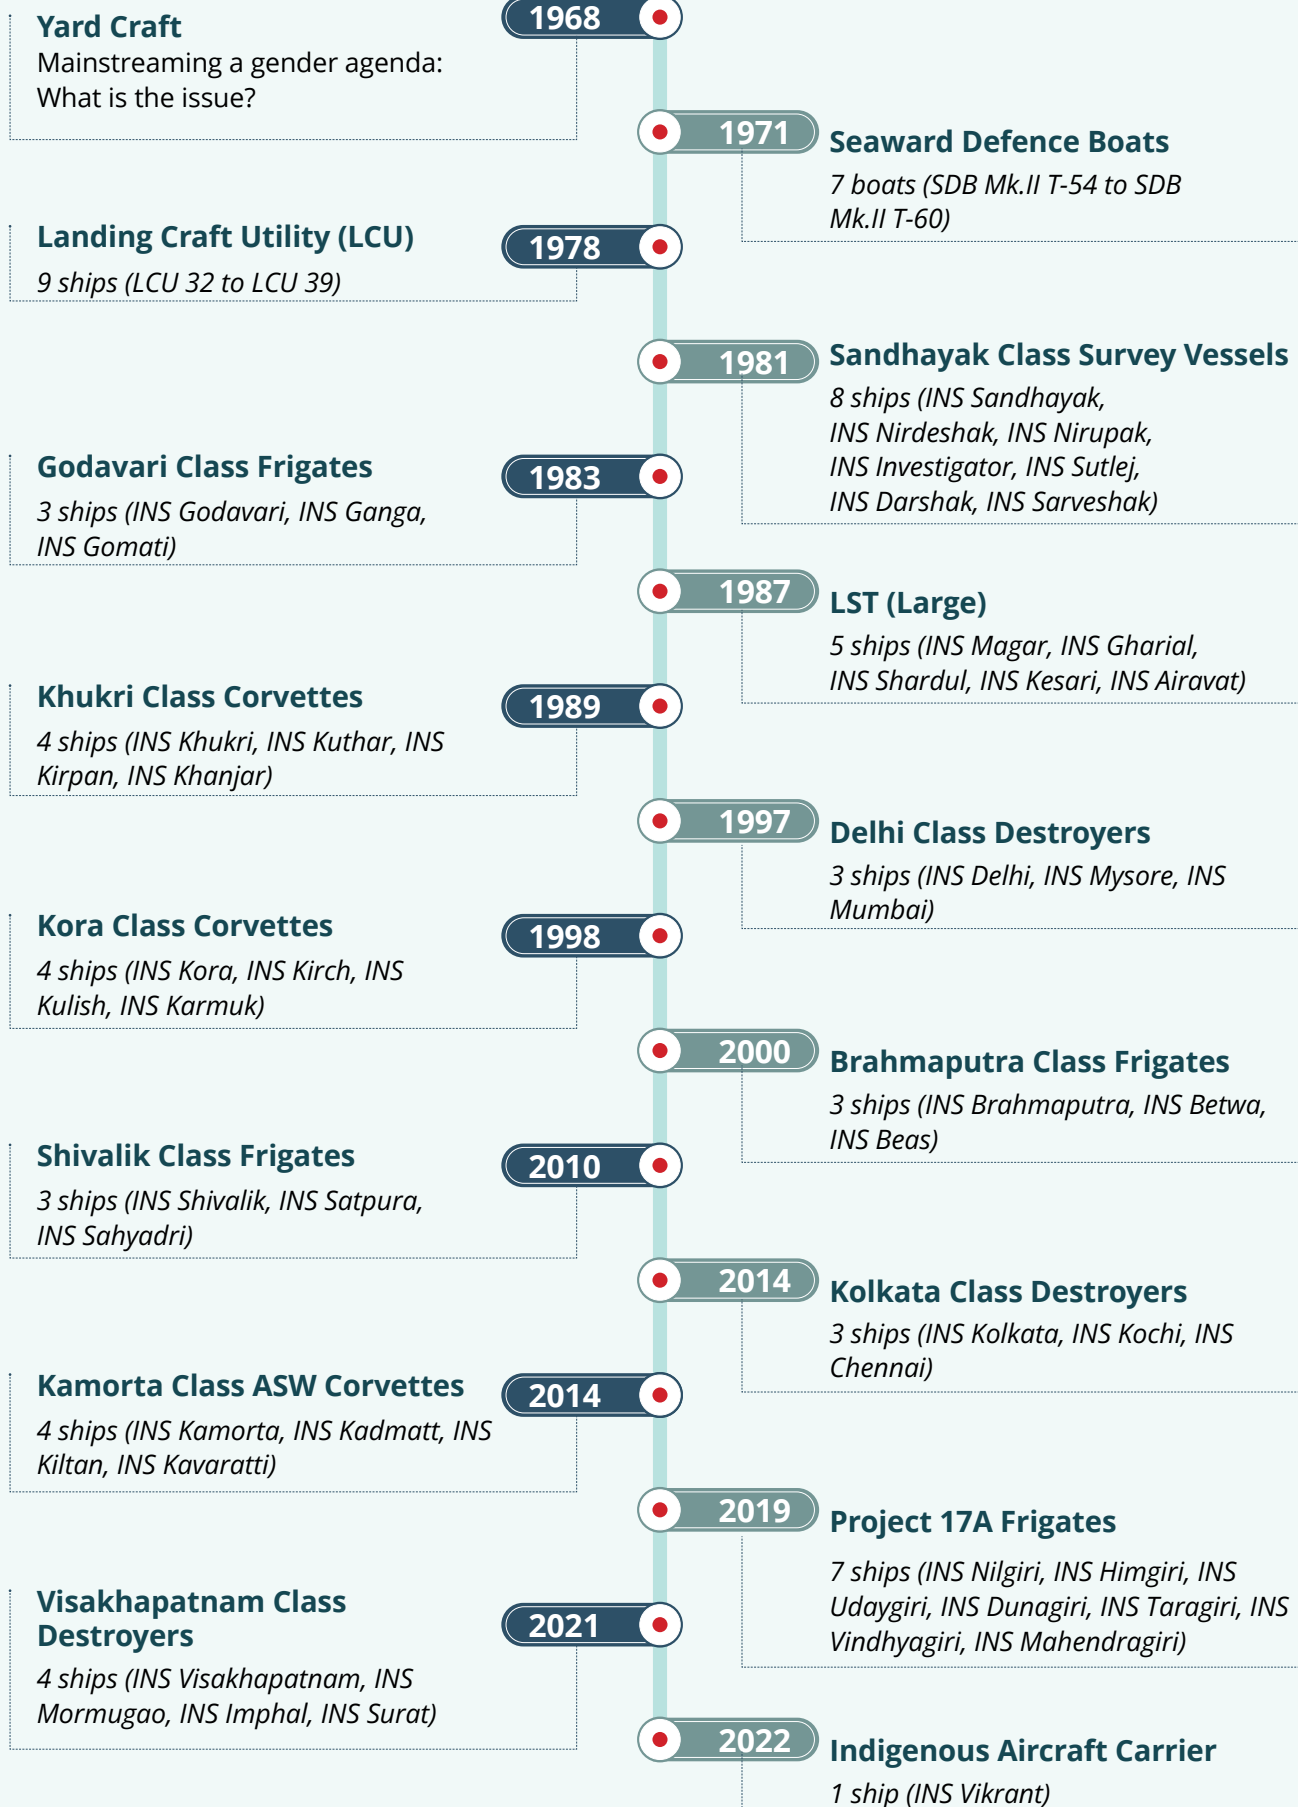 1968
Yard Craft
Mainstreaming a gender agenda:
What is the issue?
1971
Seaward Defence Boats
7 boats (SDB Mk.II T-54 to SDB
Mk.II T-60)
1978
Landing Craft Utility (LCU)
9 ships (LCU 32 to LCU 39)
1981
Sandhayak Class Survey Vessels
8 ships (INS Sandhayak,
INS Nirdeshak, INS Nirupak,
INS Investigator, INS Sutlej,
INS Darshak, INS Sarveshak)
1983
Godavari Class Frigates
3 ships (INS Godavari, INS Ganga,
INS Gomati)
1987
LST (Large)
5 ships (INS Magar, INS Gharial,
INS Shardul, INS Kesari, INS Airavat)
1989
Khukri Class Corvettes
4 ships (INS Khukri, INS Kuthar, INS
Kirpan, INS Khanjar)
1997
Delhi Class Destroyers
3 ships (INS Delhi, INS Mysore, INS
Mumbai)
1998
Kora Class Corvettes
4 ships (INS Kora, INS Kirch, INS
Kulish, INS Karmuk)
2000
Brahmaputra Class Frigates
3 ships (INS Brahmaputra, INS Betwa,
INS Beas)
2010
Shivalik Class Frigates
3 ships (INS Shivalik, INS Satpura,
INS Sahyadri)
2014
Kolkata Class Destroyers
3 ships (INS Kolkata, INS Kochi, INS
Chennai)
2014
Kamorta Class ASW Corvettes
4 ships (INS Kamorta, INS Kadmatt, INS
Kiltan, INS Kavaratti)
2019
Project 17A Frigates
7 ships (INS Nilgiri, INS Himgiri, INS
Udaygiri, INS Dunagiri, INS Taragiri, INS
Vindhyagiri, INS Mahendragiri)
2021
Visakhapatnam Class
Destroyers
4 ships (INS Visakhapatnam, INS
Mormugao, INS Imphal, INS Surat)
2022
Indigenous Aircraft Carrier
1 ship (INS Vikrant)